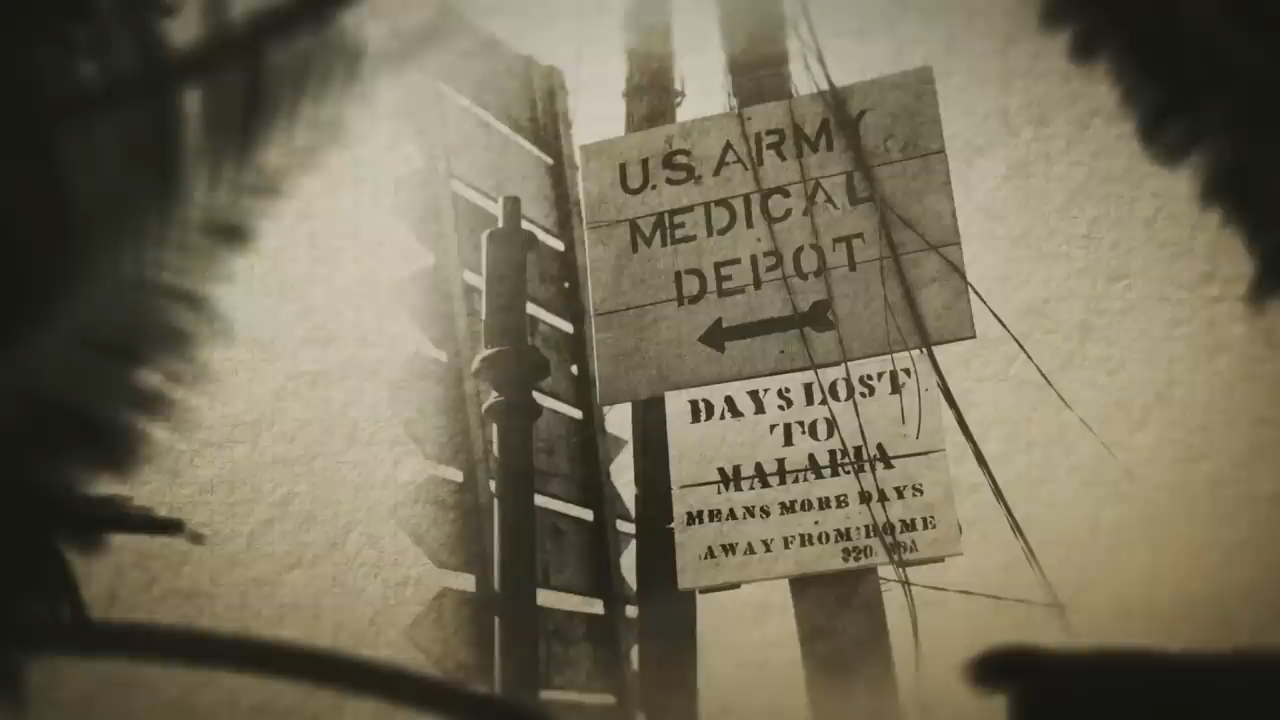 U.S. ARMY
MEDICAL
DEPOT
DAYS LOST
TO
MALARIA
MEANS MORE DAYS
AWAY FROM HOME